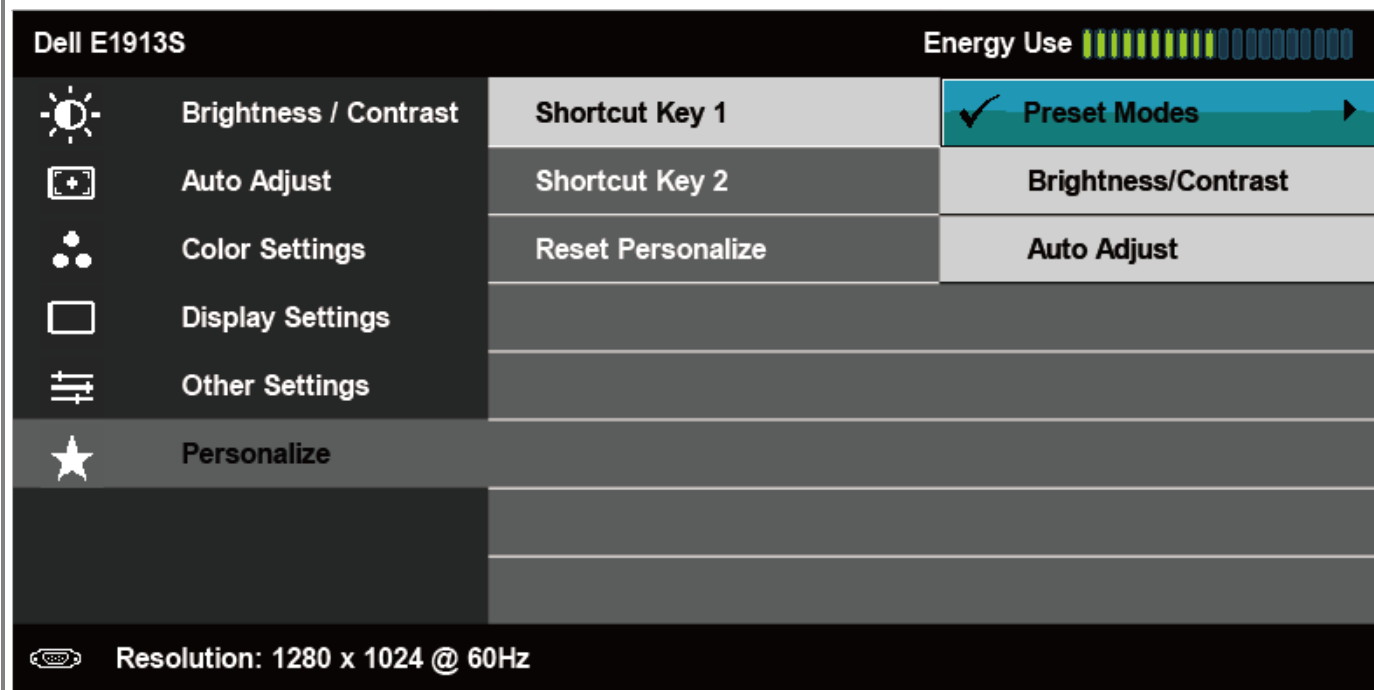 Dell E1913S Energy Use
Brightness / Contrast Shortcut Key 1 Preset Modes
Auto Adjust Shortcut Key 2 Brightness/Contrast
Color Settings Reset Personalize Auto Adjust
Display Settings
Other Settings
Personalize
Resolution: 1280 x 1024 @ 60Hz